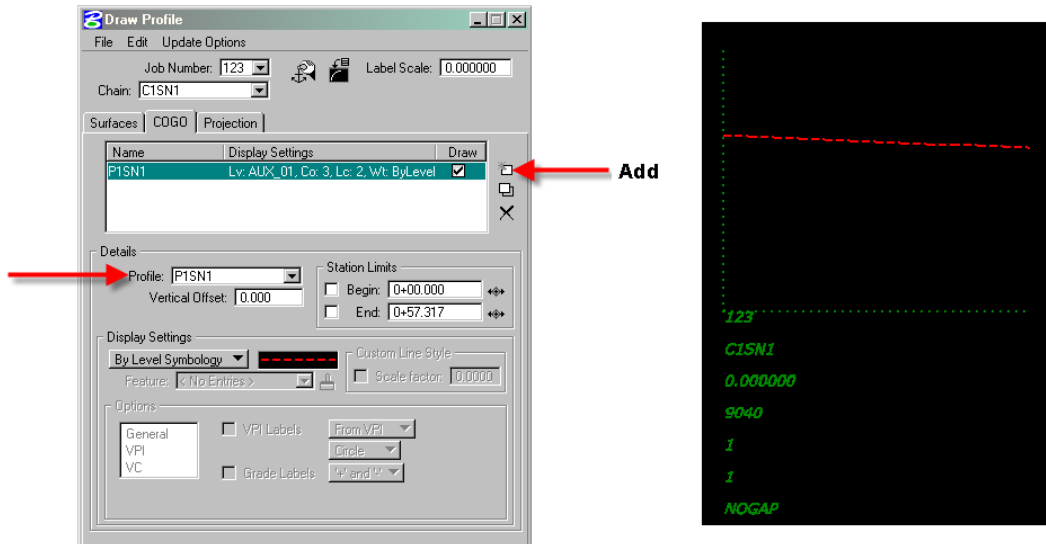 Draw Profile
File Edit Update Options
Job Number: 123 Label Scale: 0.000000
Chain: C1SN1
Surfaces COGO Projection
Name Display Settings Draw
P1SN1 Lv: AUX_01, Co: 3, Lc: 2, Wt: ByLevel
Add
Details
Profile: P1SN1
Vertical Offset: 0.000
Station Limits
Begin: 0+00.000
End: 0+57.317
Display Settings
By Level Symbology
Feature: < No Entries >
Custom Line Style
Scale factor: 0.0000
Options
General
VPI
VC
VPI Labels From VPI
Circle
Grade Labels '+' and '-'
123
C1SN1
0.000000
9040
1
1
NOGAP